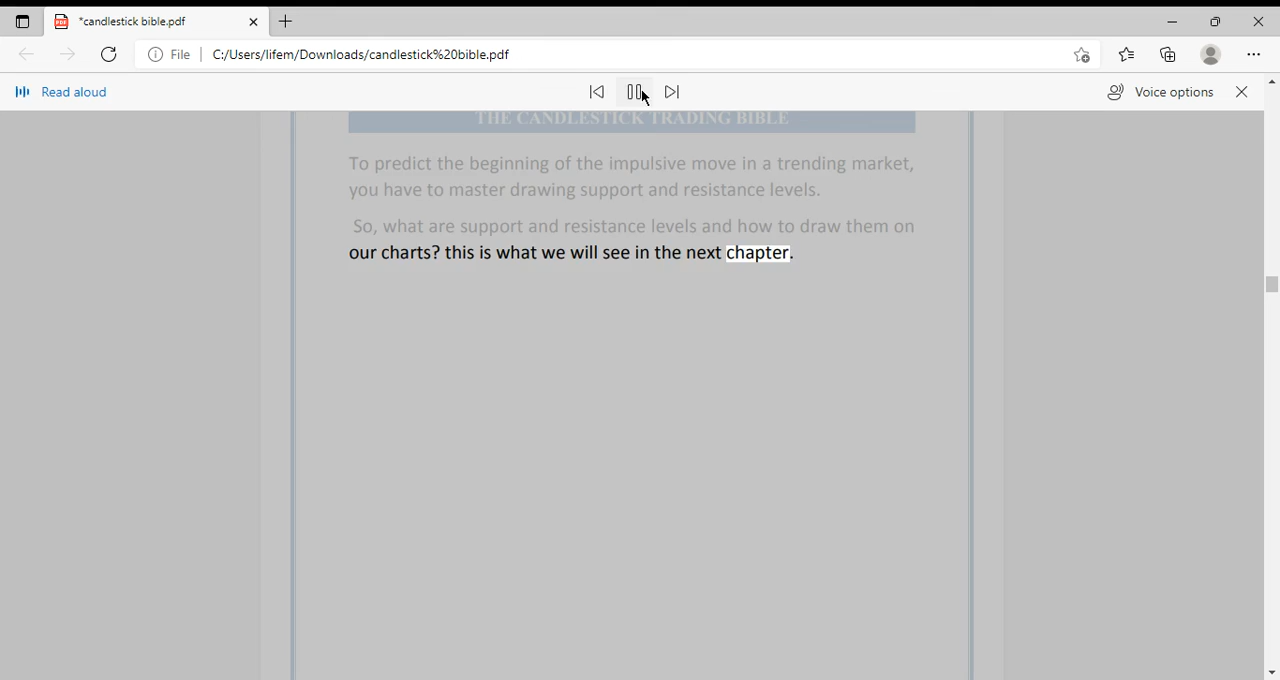 *candlestick bible.pdf
File
C:/Users/lifem/Downloads/candlestick%20bible.pdf
Read aloud
Voice options
THE CANDLESTICK TRADING BIBLE
To predict the beginning of the impulsive move in a trending market,
you have to master drawing support and resistance levels.
So, what are support and resistance levels and how to draw them on
our charts? this is what we will see in the next chapter.